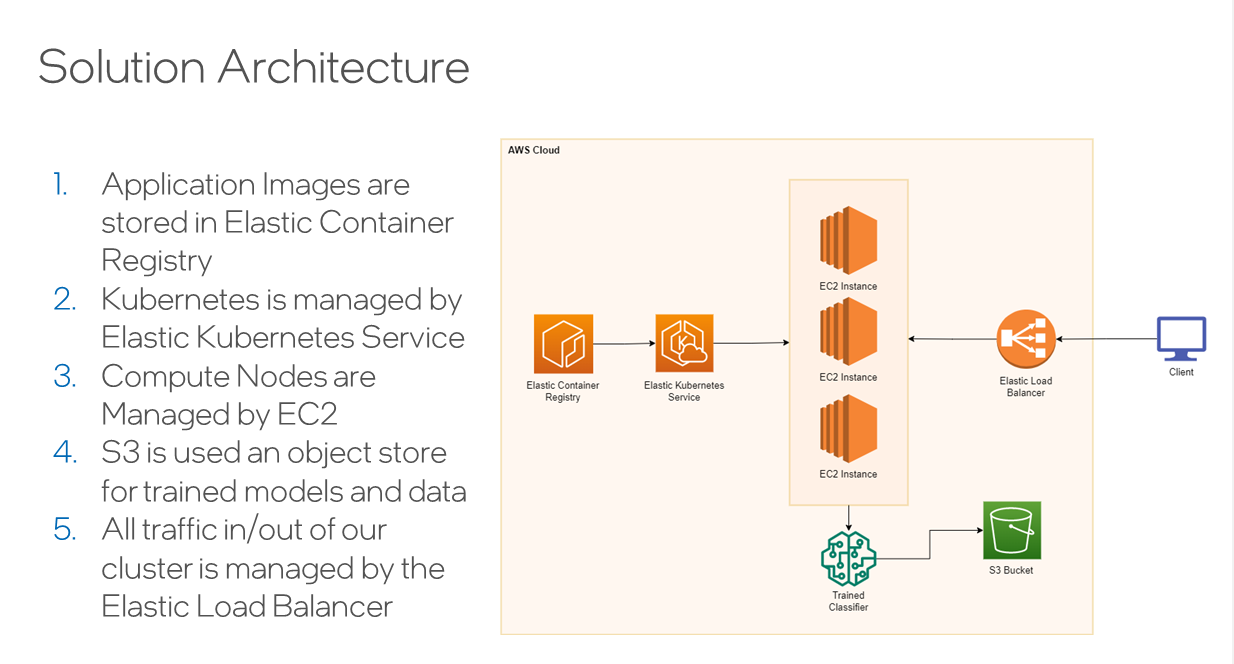 Solution Architecture
1. Application Images are
stored in Elastic Container
Registry
2. Kubernetes is managed by
Elastic Kubernetes Service
3. Compute Nodes are
Managed by EC2
4. S3 is used an object store
for trained models and data
5. All traffic in/out of our
cluster is managed by the
Elastic Load Balancer
AWS Cloud
Elastic Container
Registry
Elastic Kubernetes
Service
EC2 Instance
EC2 Instance
EC2 Instance
Elastic Load
Balancer
Client
Trained
Classifier
S3 Bucket